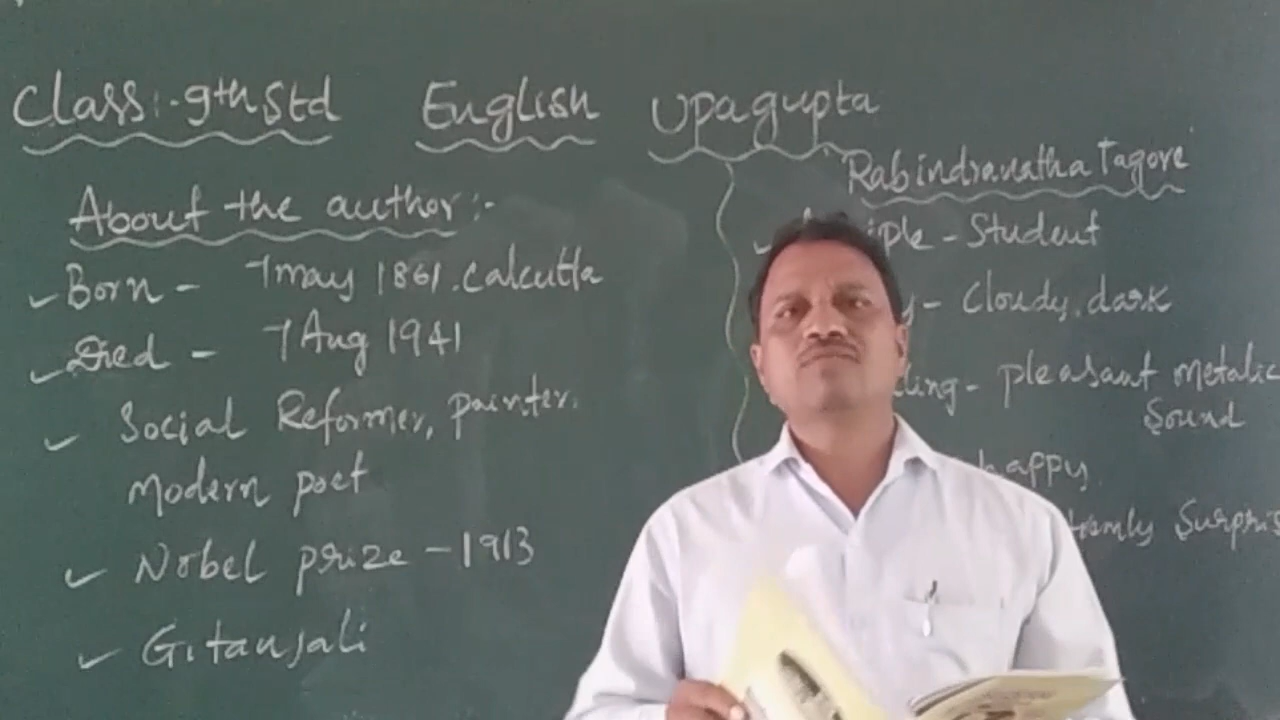 Class:- 9th Std English Upagupta
Rabindranatha Tagore
About the author:-
Born - 7 may 1861. Calcutta
Died - 7 Aug 1941
Social Reformer, painter.
Modern poet
Nobel prize - 1913
Gitanjali
- Student
- Cloudy, dark
- pleasant metalic
Sound
happy